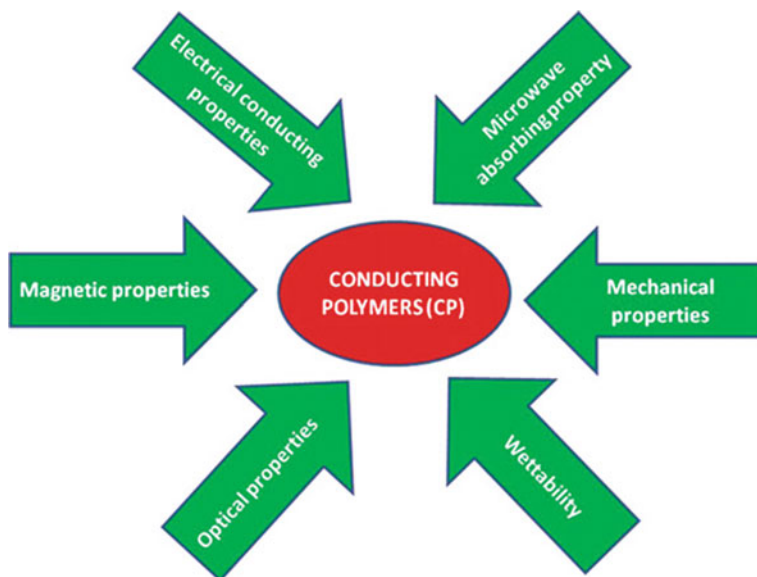 Electrical conducting
properties
Microwave
absorbing property
Magnetic properties
CONDUCTING
POLYMERS (CP)
Mechanical
properties
Optical properties
Wettability